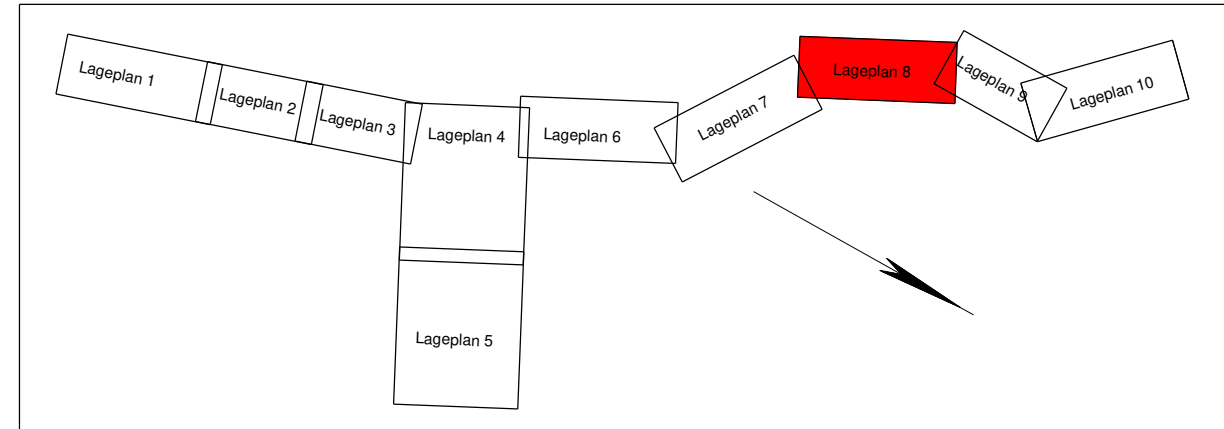 Lageplan 1
Lageplan 2
Lageplan 3
Lageplan 4
Lageplan 5
Lageplan 6
Lageplan 7
Lageplan 8
Lageplan 9
Lageplan 10